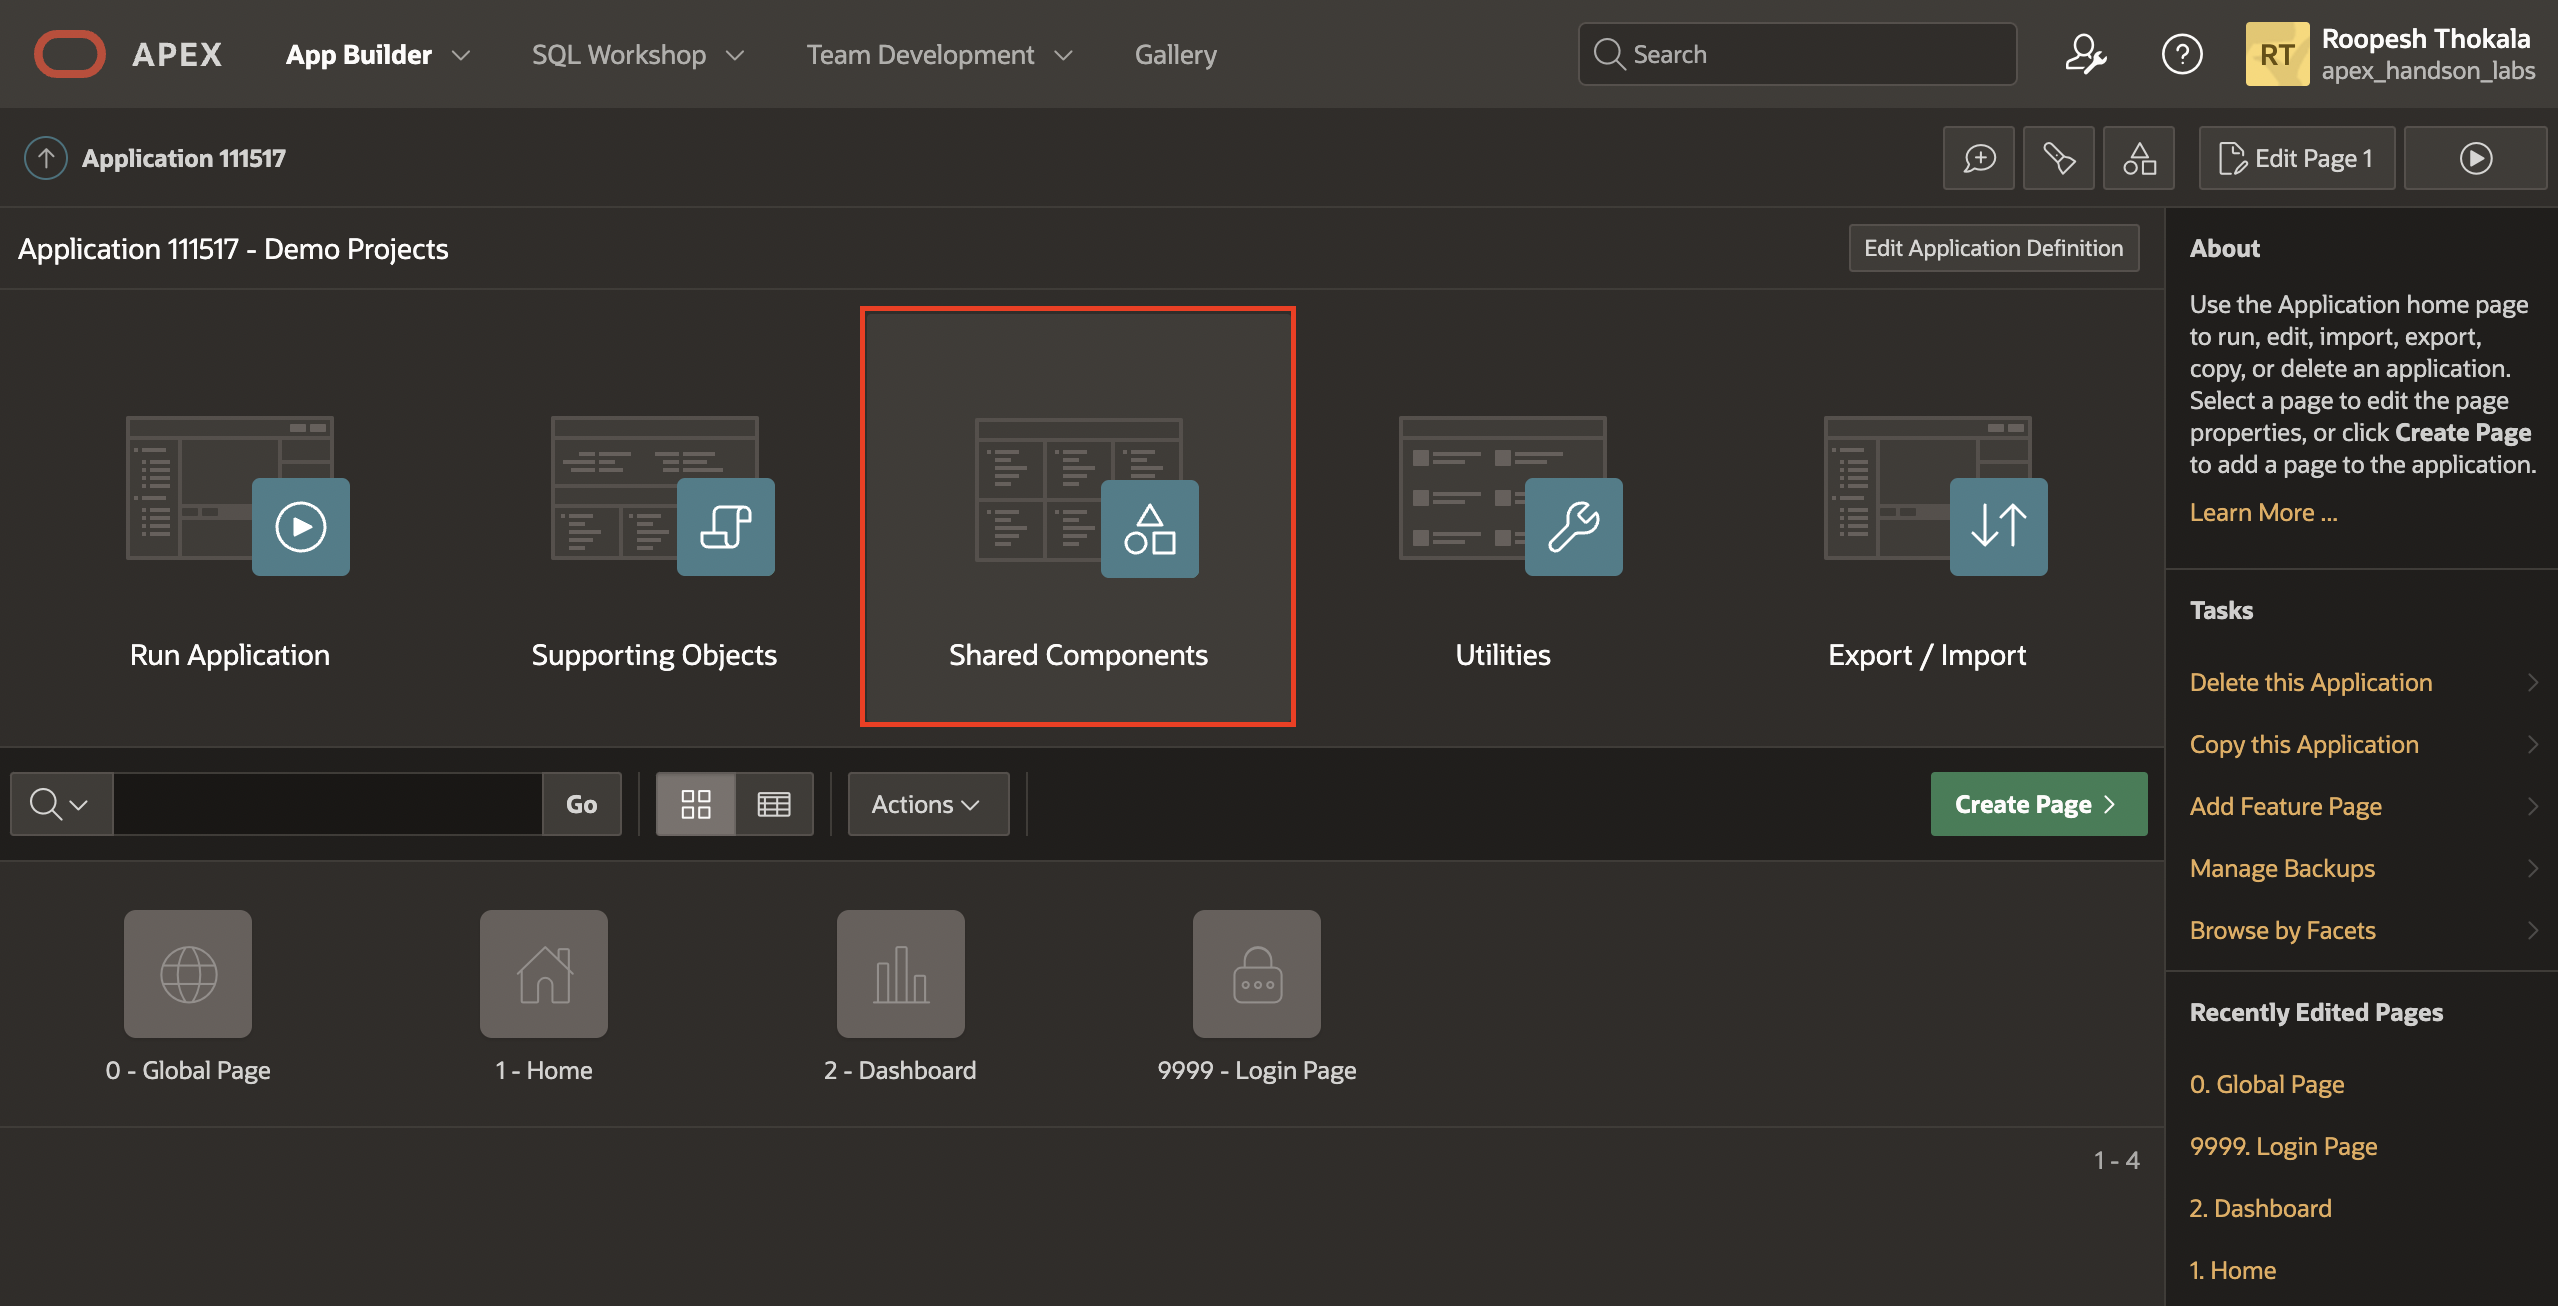 APEX
App Builder
SQL Workshop
Team Development
Gallery
Search
RT
Roopesh Thokala
apex_handson_labs
Application 111517
Edit Page 1
Application 111517 - Demo Projects
Edit Application Definition
Run Application
Supporting Objects
Shared Components
Utilities
Export / Import
Go
Actions
Create Page
0 - Global Page
1 - Home
2 - Dashboard
9999 - Login Page
1 - 4
About
Use the Application home page
to run, edit, import, export,
copy, or delete an application.
Select a page to edit the page
properties, or click Create Page
to add a page to the application.
Learn More ...
Tasks
Delete this Application
Copy this Application
Add Feature Page
Manage Backups
Browse by Facets
Recently Edited Pages
0. Global Page
9999. Login Page
2. Dashboard
1. Home